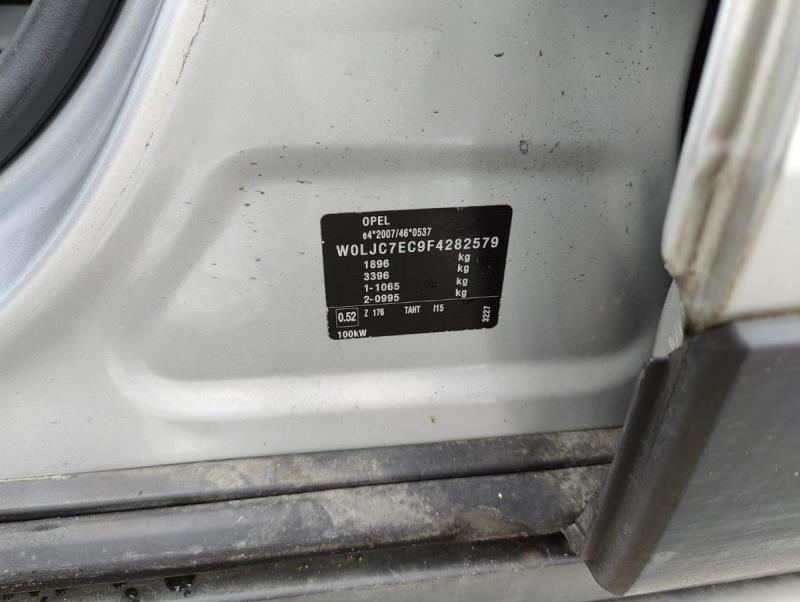 OPEL
e4*2007/46*0537
W0LJC7EC9F4282579
1896 kg
3396 kg
1-1065 kg
2-0995 kg
0.52 Z 176 TAHT I15 3227
100kW